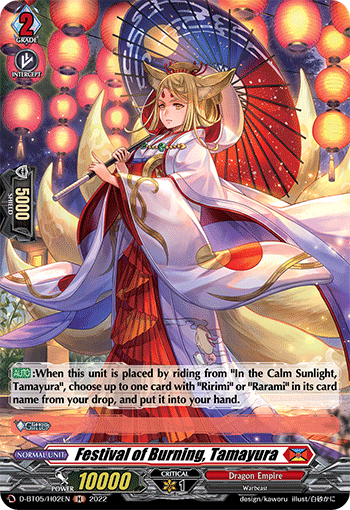 2
GRADE
INTERCEPT
5000
SHIELD
AUTO:When this unit is placed by riding from "In the Calm Sunlight,
Tamayura", choose up to one card with "Ririmi" or "Rarami" in its card
name from your drop, and put it into your hand.
NORMAL UNIT
Festival of Burning, Tamayura
POWER 10000
CRITICAL
1
Dragon Empire
Warbeast
D-BT05/H02EN H 2022
design/kaworu illust/白砂かに